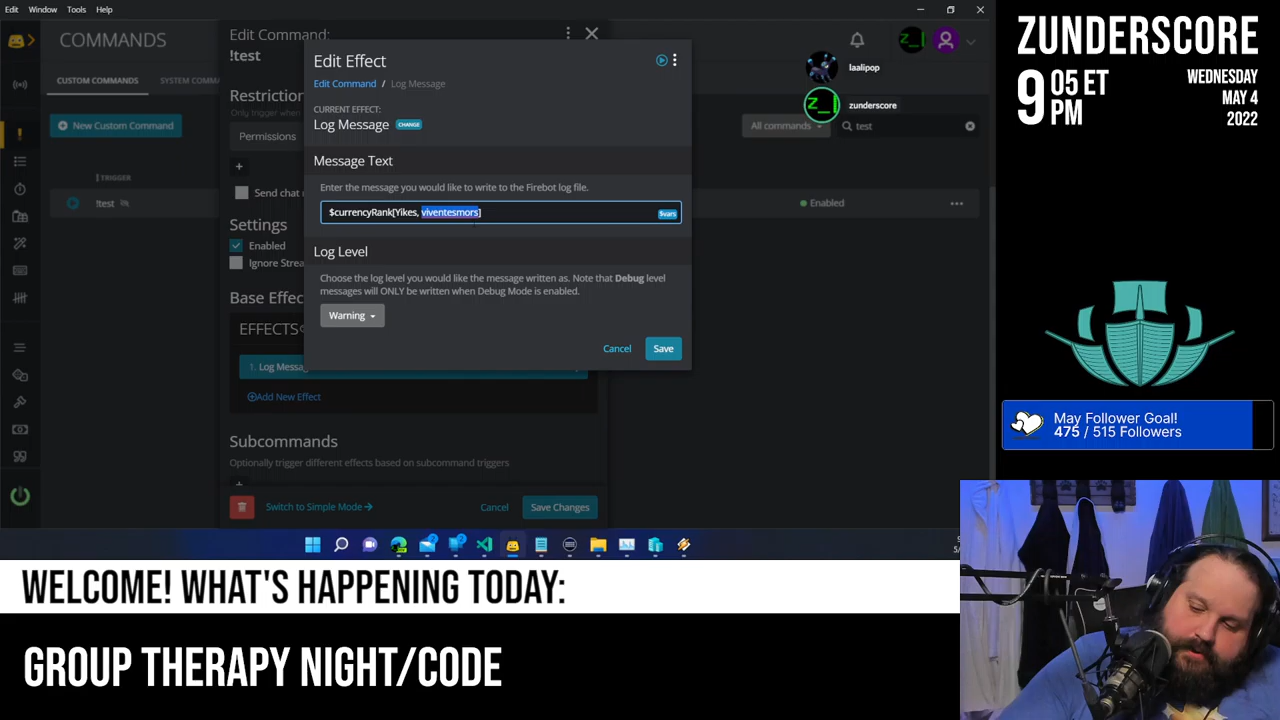 Edit Window Tools Help
COMMANDS
CUSTOM COMMANDS
SYSTEM COMMA
New Custom Command
All commands
test
TRIGGER
!test
Enabled
Edit Command:
!test
Restriction
Only trigger when
Permissions
Send chat
Settings
Enabled
Ignore Strea
Base Effec
EFFECTS
1. Log Messag
Add New Effect
Subcommands
Optionally trigger different effects based on subcommand triggers
Switch to Simple Mode
Cancel
Save Changes
Edit Effect
Edit Command / Log Message
CURRENT EFFECT:
Log Message CHANGE
Message Text
Enter the message you would like to write to the Firebot log file.
$currencyRank[Yikes, viventesmors]
$vars
Log Level
Choose the log level you would like the message written as. Note that Debug level
messages will ONLY be written when Debug Mode is enabled.
Warning
Cancel
Save
laalipop
zunderscore
ZUNDERSCORE
9 05 ET
PM
WEDNESDAY
MAY 4
2022
May Follower Goal!
475 / 515 Followers
WELCOME! WHAT'S HAPPENING TODAY:
GROUP THERAPY NIGHT/CODE